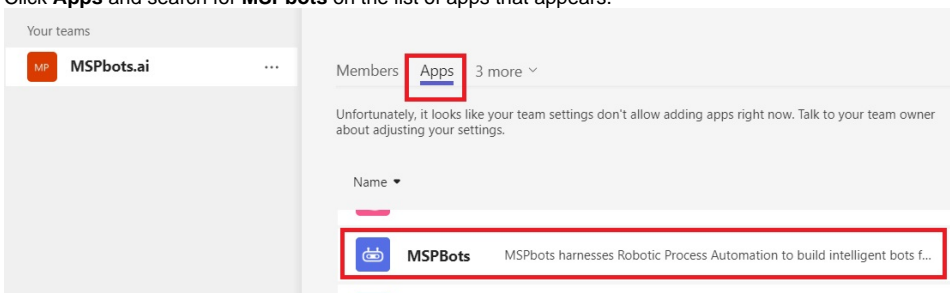 Click Apps and search for MSPbots on the list of apps that appears.
Your teams
MP MSPbots.ai ...
Members Apps 3 more
Unfortunately, it looks like your team settings don't allow adding apps right now. Talk to your team owner
about adjusting your settings.
Name
MSPBots MSPbots harnesses Robotic Process Automation to build intelligent bots f...